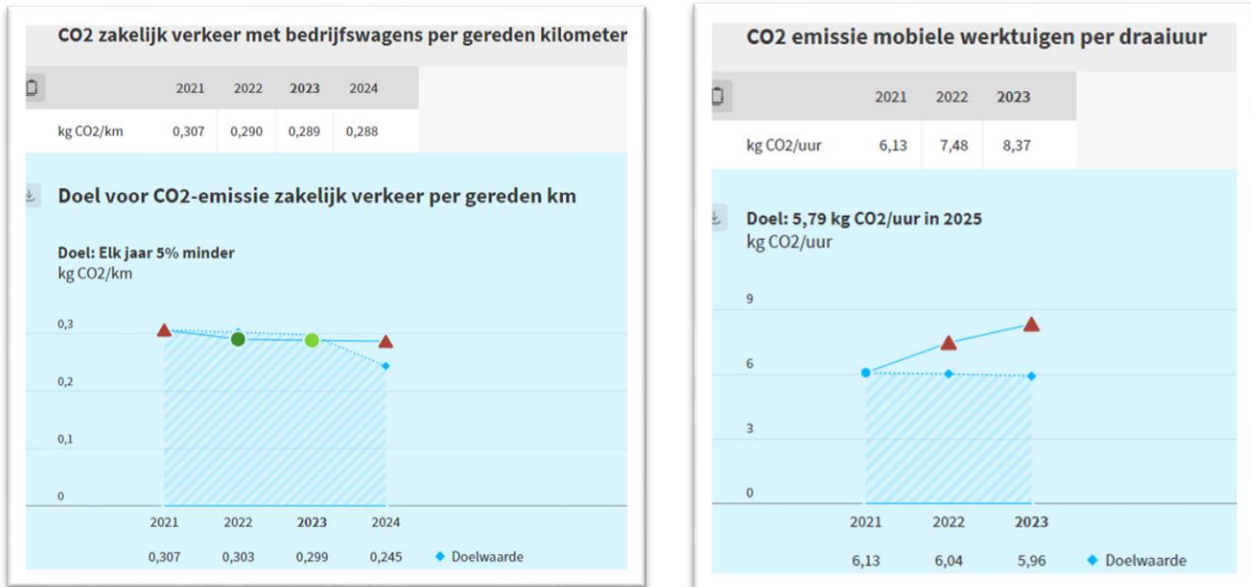 CO2 zakelijk verkeer met bedrijfswagens per gereden kilometer
2021 2022 2023 2024
kg CO2/km 0,307 0,290 0,289 0,288
Doel voor CO2-emissie zakelijk verkeer per gereden km
Doel: Elk jaar 5% minder
kg CO2/km
0,3
0,2
0,1
0
2021 2022 2023 2024
0,307 0,303 0,299 0,245 Doelwaarde
CO2 emissie mobiele werktuigen per draaiuur
2021 2022 2023
kg CO2/uur 6,13 7,48 8,37
Doel: 5,79 kg CO2/uur in 2025
kg CO2/uur
9
6
3
0
2021 2022 2023
6,13 6,04 5,96 Doelwaarde